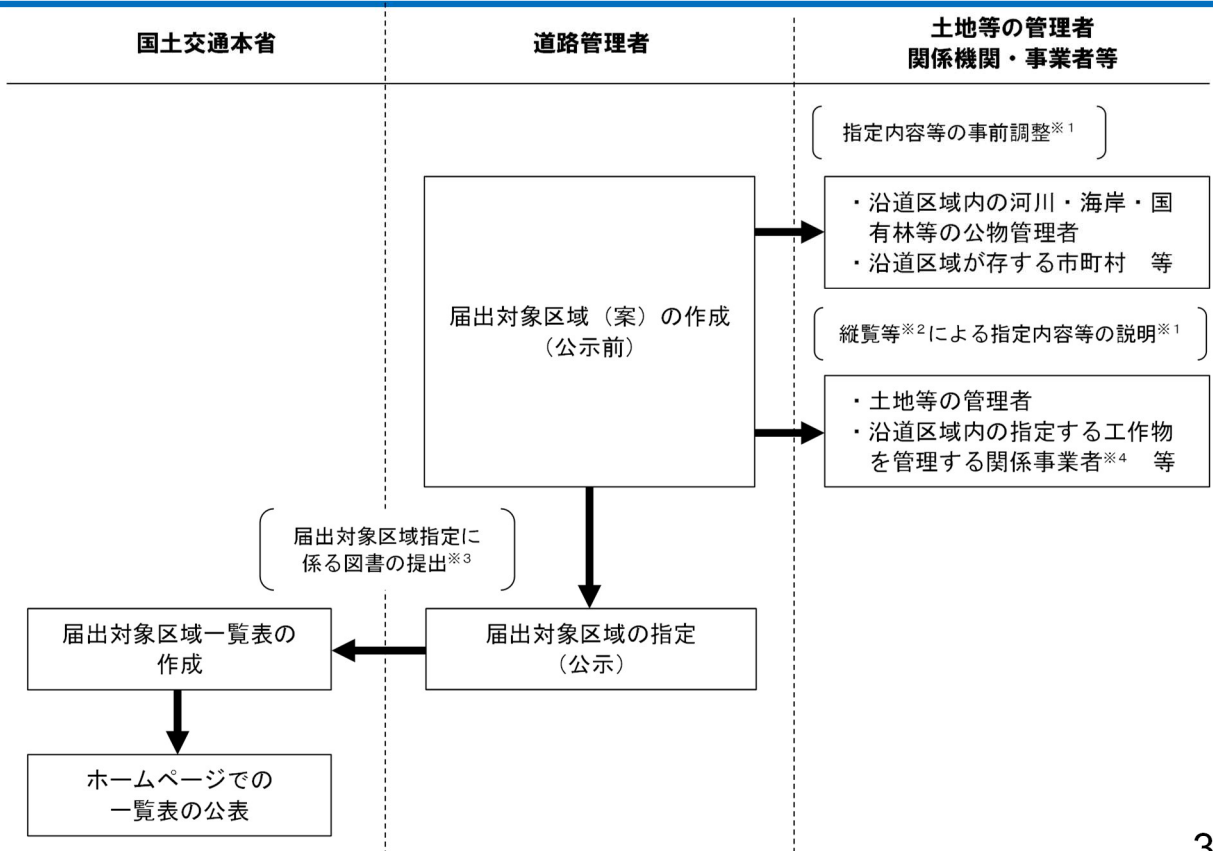 国土交通本省
道路管理者
土地等の管理者
関係機関・事業者等
指定内容等の事前調整※1
・沿道区域内の河川・海岸・国
有林等の公物管理者
・沿道区域が存する市町村 等
届出対象区域（案）の作成
（公示前）
縦覧等※2による指定内容等の説明※1
・土地等の管理者
・沿道区域内の指定する工作物
を管理する関係事業者※4 等
届出対象区域指定に
係る図書の提出※3
届出対象区域一覧表の
作成
届出対象区域の指定
（公示）
ホームページでの
一覧表の公表
3